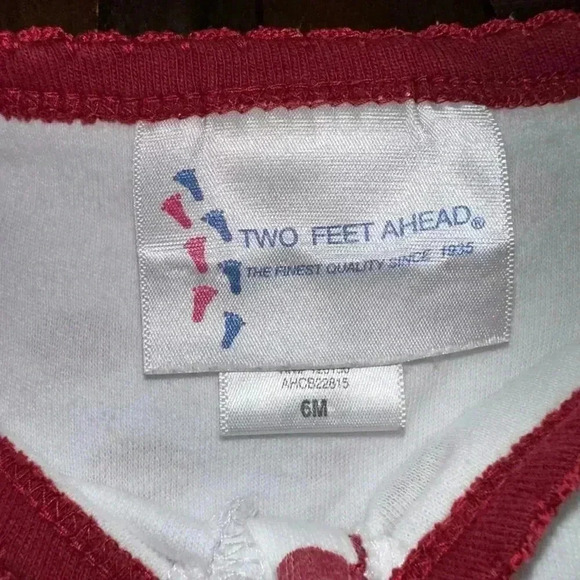 TWO FEET AHEAD®
THE FINEST QUALITY SINCE 1935
AHCB22815
6M